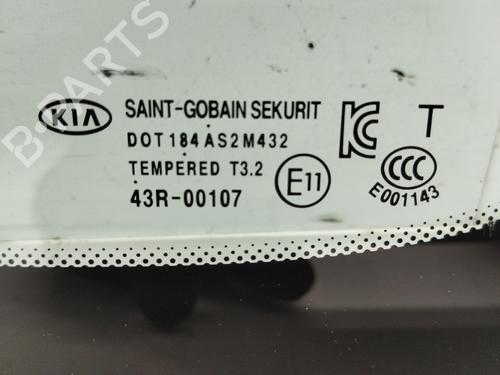 B-PARTS
KIA SAINT-GOBAIN SEKURIT
DOT 184 AS2 M432
TEMPERED T3.2
43R-00107
E11
KC T
CCC
E001143